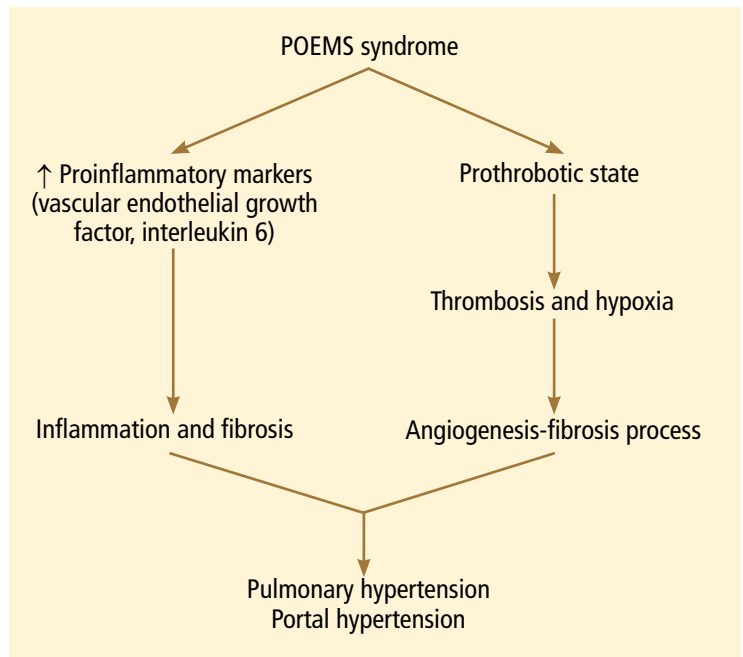 POEMS syndrome
↑ Proinflammatory markers
(vascular endothelial growth
factor, interleukin 6)
Prothrobotic state
Thrombosis and hypoxia
Inflammation and fibrosis
Angiogenesis-fibrosis process
Pulmonary hypertension
Portal hypertension